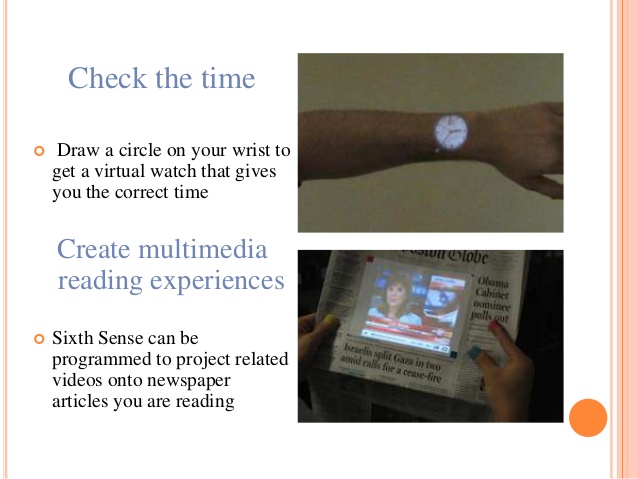 Check the time
Draw a circle on your wrist to
get a virtual watch that gives
you the correct time
Create multimedia
reading experiences
Sixth Sense can be
programmed to project related
videos onto newspaper
articles you are reading
Globe
Obama
Cabinet
nominee
pulls out
Israelis split Gaza in two
amid calls for a cease-fire